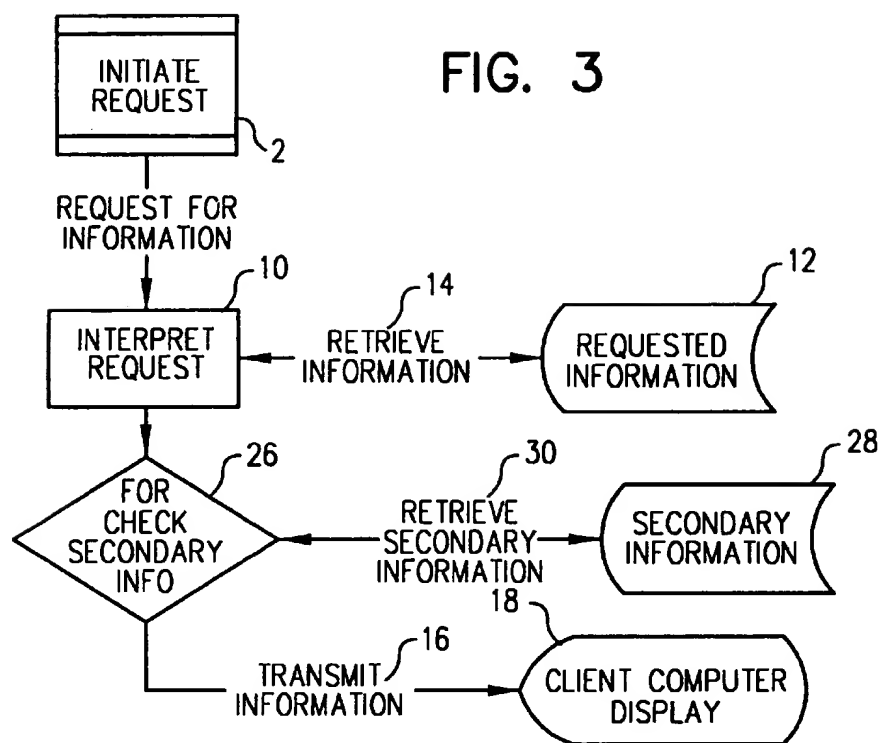 FIG. 3
INITIATE
REQUEST
2
REQUEST FOR
INFORMATION
10
INTERPRET
REQUEST
14
RETRIEVE
INFORMATION
12
REQUESTED
INFORMATION
26
FOR
CHECK
SECONDARY
INFO
30
RETRIEVE
SECONDARY
INFORMATION
28
SECONDARY
INFORMATION
16
TRANSMIT
INFORMATION
18
CLIENT COMPUTER
DISPLAY